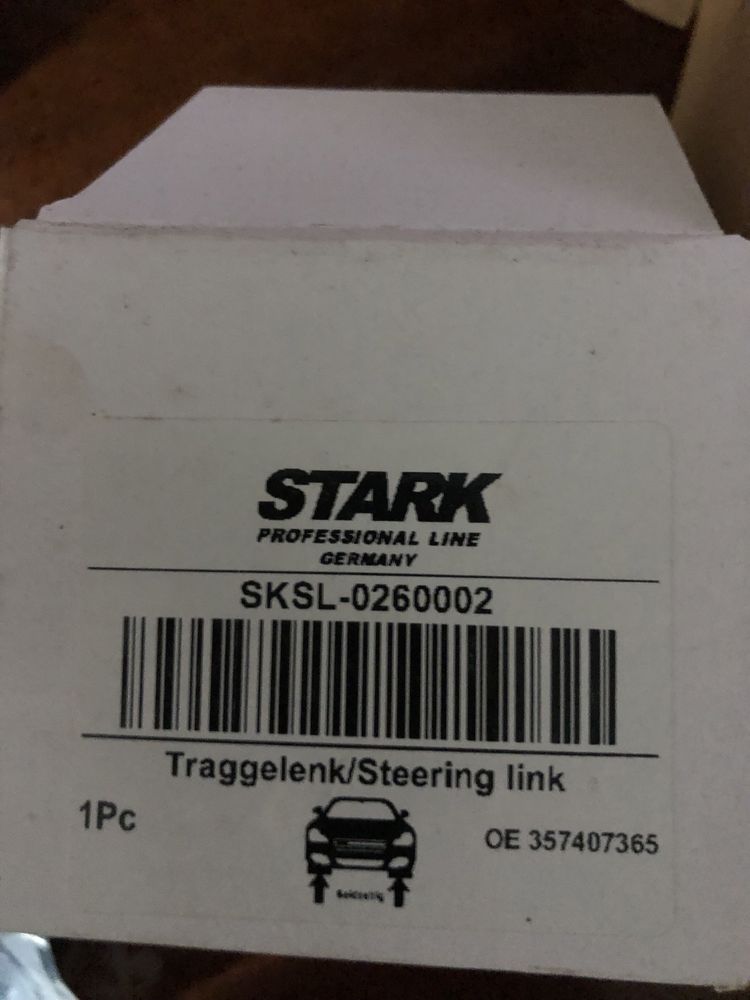 STARK
PROFESSIONAL LINE
GERMANY
SKSL-0260002
Traggelenk/Steering link
1Pc
OE 357407365